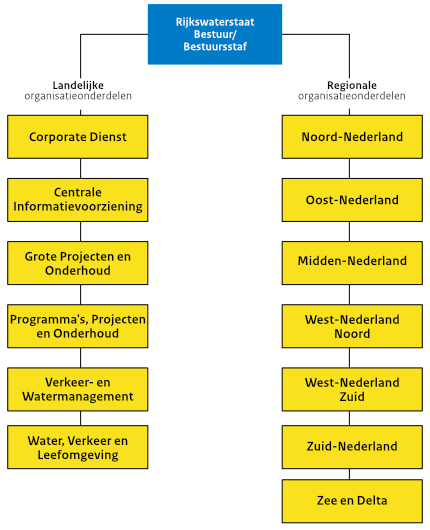 Rijkswaterstaat
Bestuur/
Bestuursstaf
Landelijke
organisatieonderdelen
Corporate Dienst
Centrale
Informatievoorziening
Grote Projecten en
Onderhoud
Programma's, Projecten
en Onderhoud
Verkeer- en
Watermanagement
Water, Verkeer en
Leefomgeving
Regionale
organisatieonderdelen
Noord-Nederland
Oost-Nederland
Midden-Nederland
West-Nederland
Noord
West-Nederland
Zuid
Zuid-Nederland
Zee en Delta